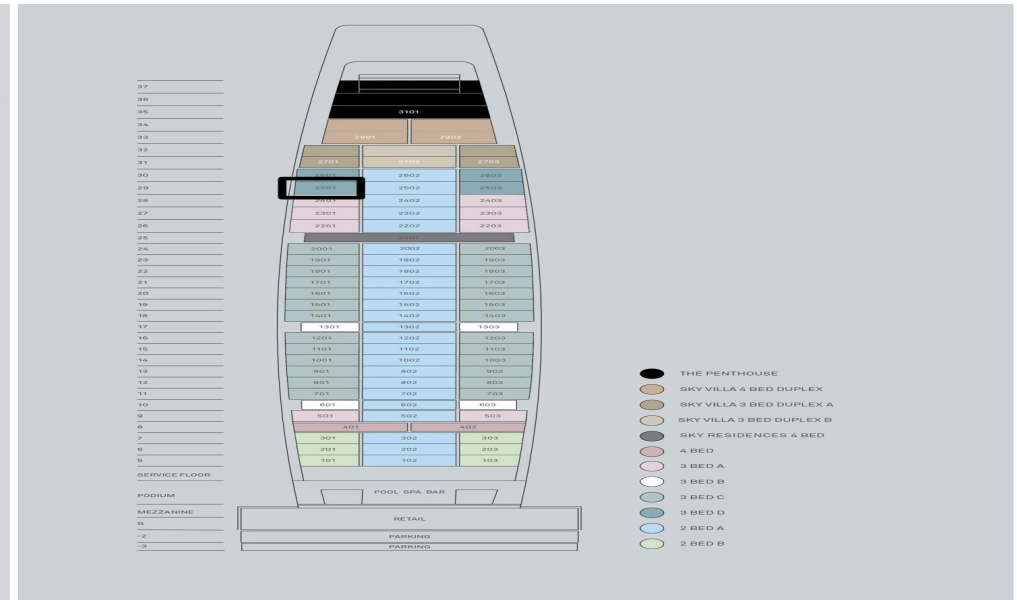 37
36
35 3101
34
33 2901 2902
32
31 2701 2702 2703
30 2601 2602 2603
29 2501 2502 2503
28 2401 2402 2403
27 2301 2302 2303
26 2201 2202 2203
25 2101
24 2001 2002 2003
23 1901 1902 1903
22 1801 1802 1803
21 1701 1702 1703
20 1601 1602 1603
19 1501 1502 1503
18 1401 1402 1403
17 1301 1302 1303
16 1201 1202 1203
15 1101 1102 1103
14 1001 1002 1003
13 901 902 903
12 801 802 803
11 701 702 703
10 601 602 603
9 501 502 503
8 401 402
7 301 302 303
6 201 202 203
5 101 102 103
SERVICE FLOOR
PODIUM POOL SPA BAR
MEZZANINE
G RETAIL
-2 PARKING
-3 PARKING
THE PENTHOUSE
SKY VILLA 4 BED DUPLEX
SKY VILLA 3 BED DUPLEX A
SKY VILLA 3 BED DUPLEX B
SKY RESIDENCES 4 BED
4 BED
3 BED A
3 BED B
3 BED C
3 BED D
2 BED A
2 BED B